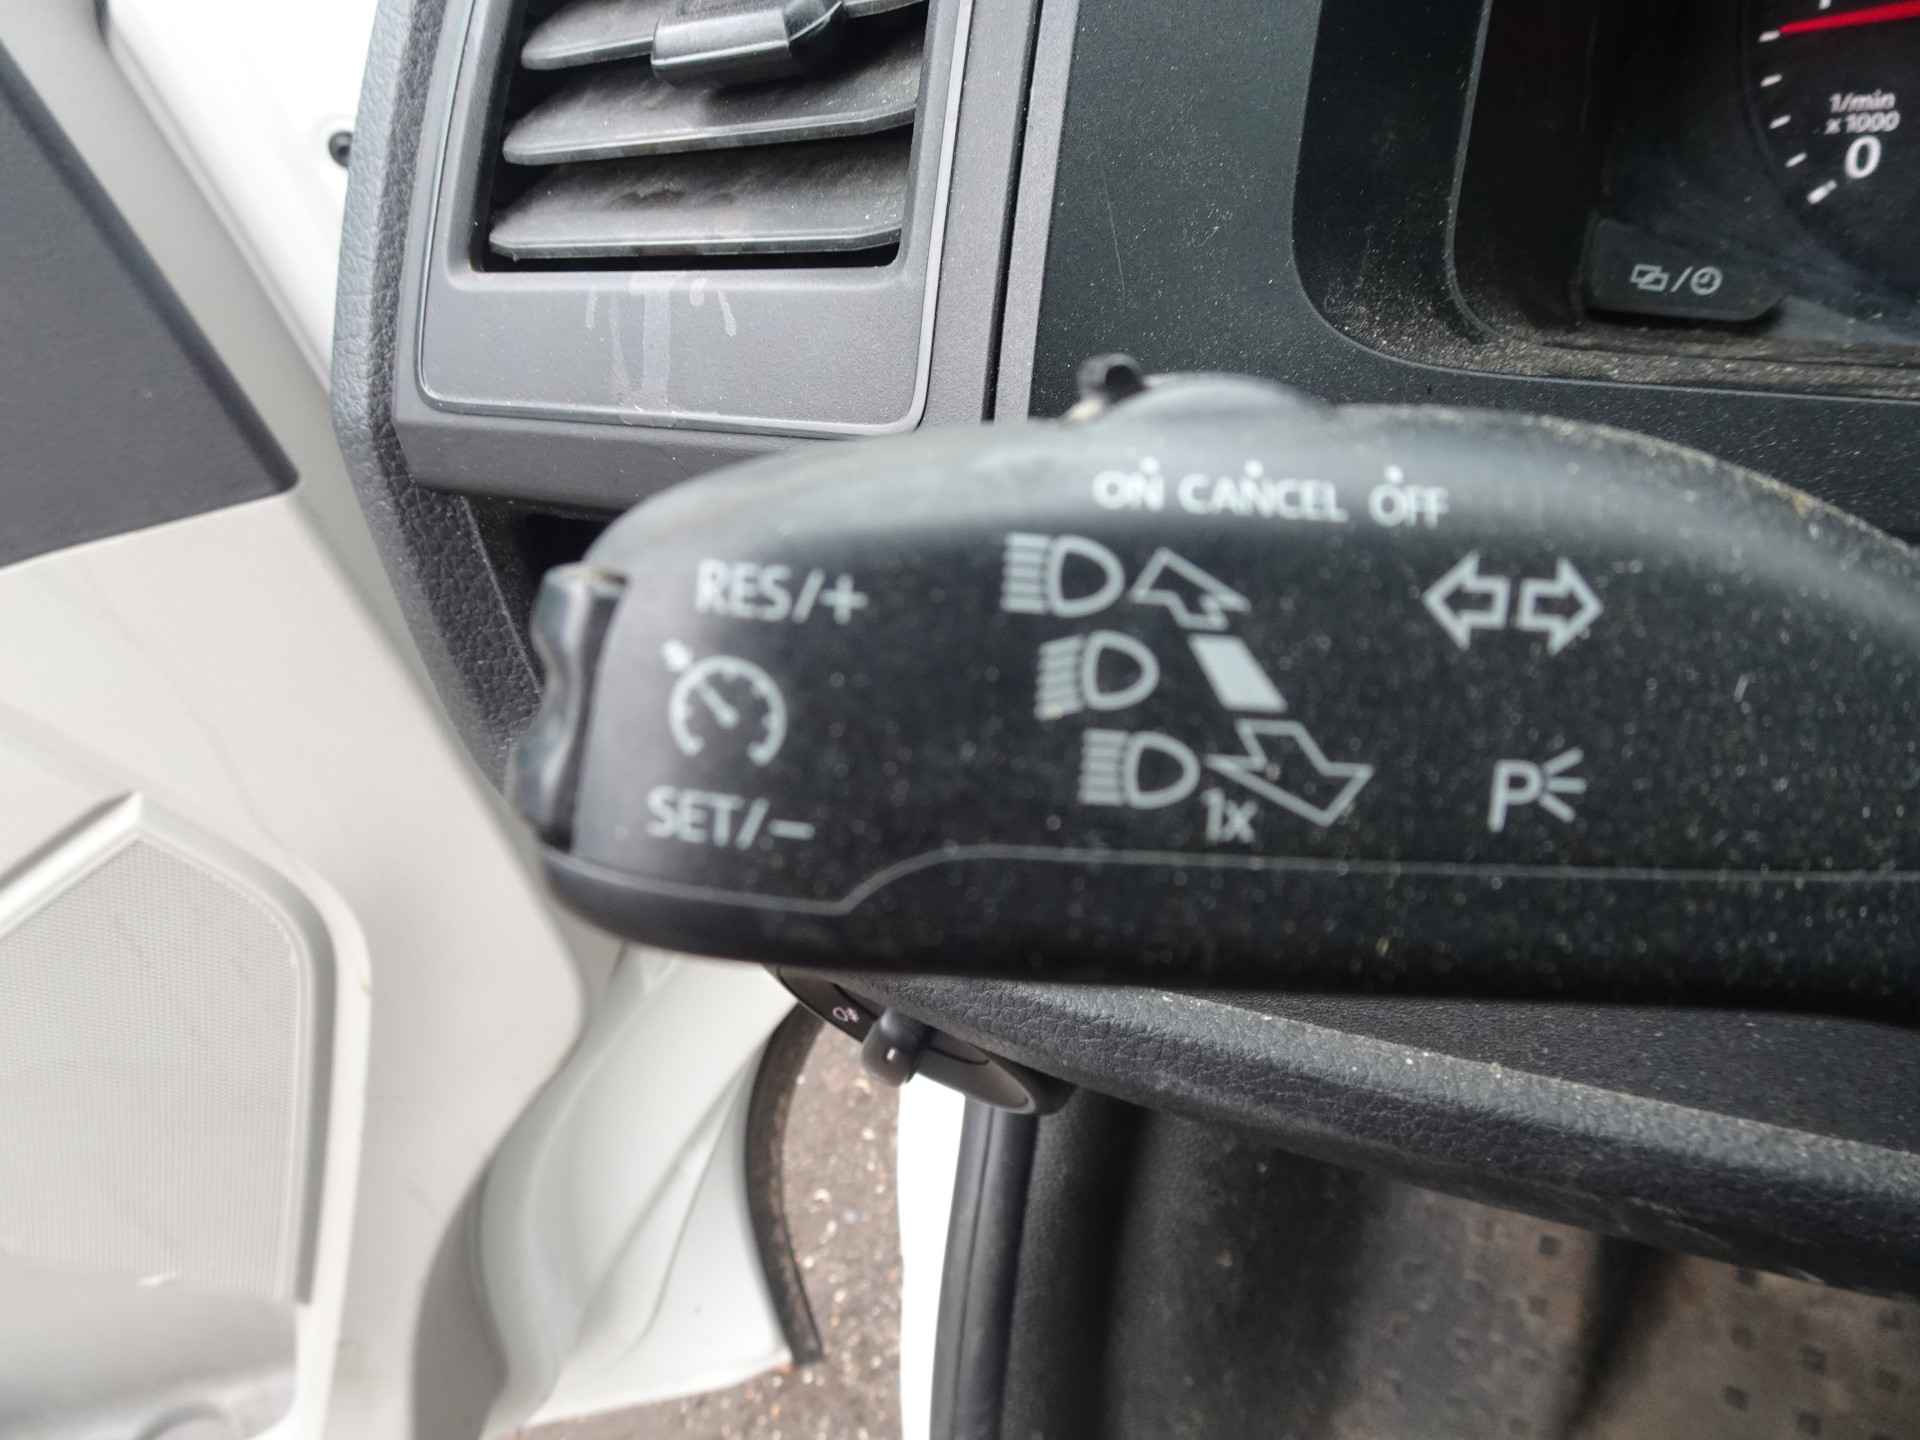 1/min
x 1000
0
ON CANCEL OFF
RES/+
SET/−
1x
P